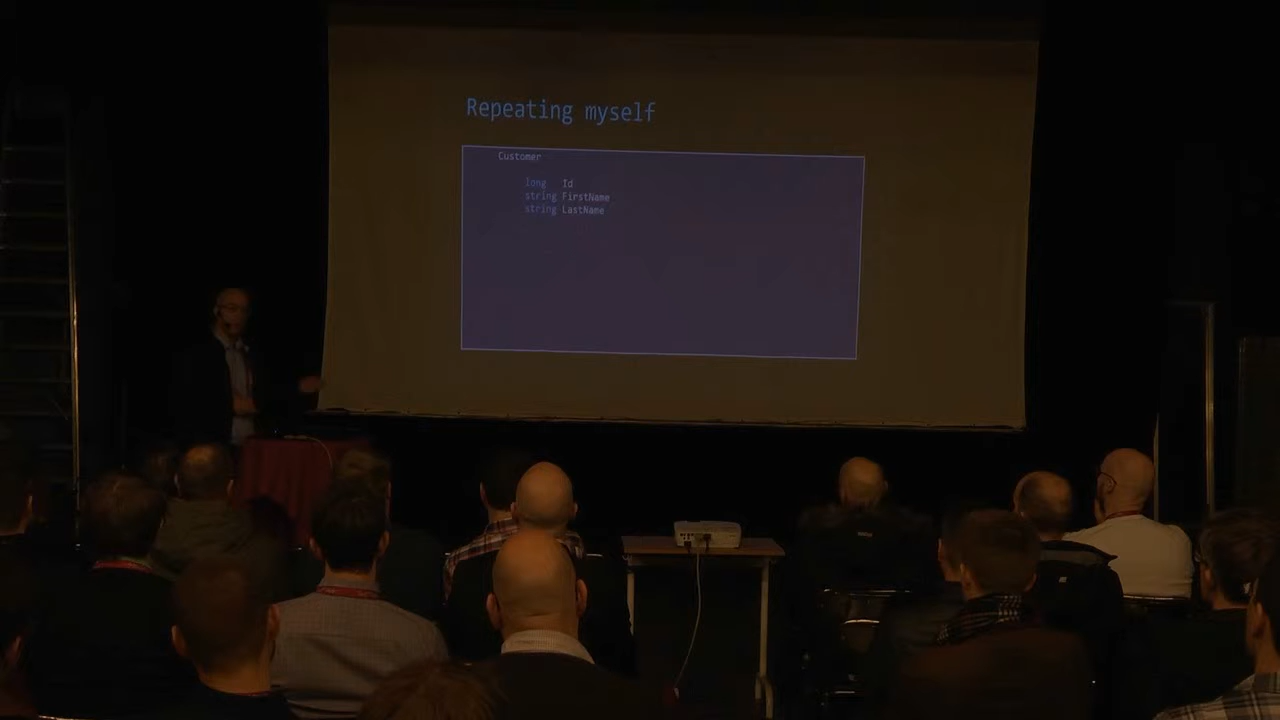 Repeating myself
Customer
long Id
string FirstName
string LastName